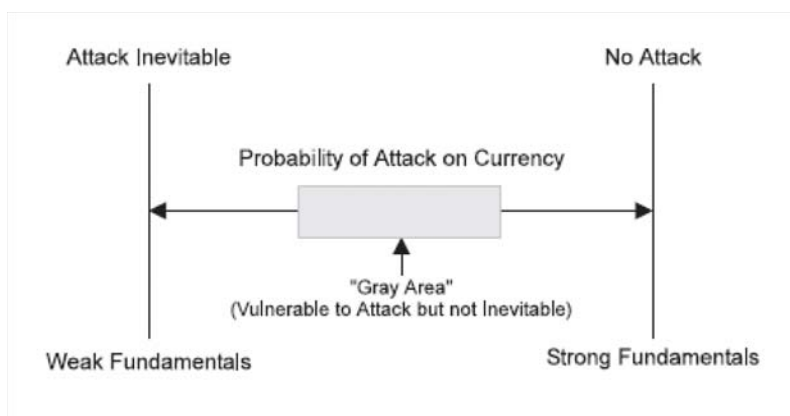 Attack Inevitable
No Attack
Probability of Attack on Currency
"Gray Area"
(Vulnerable to Attack but not Inevitable)
Weak Fundamentals
Strong Fundamentals